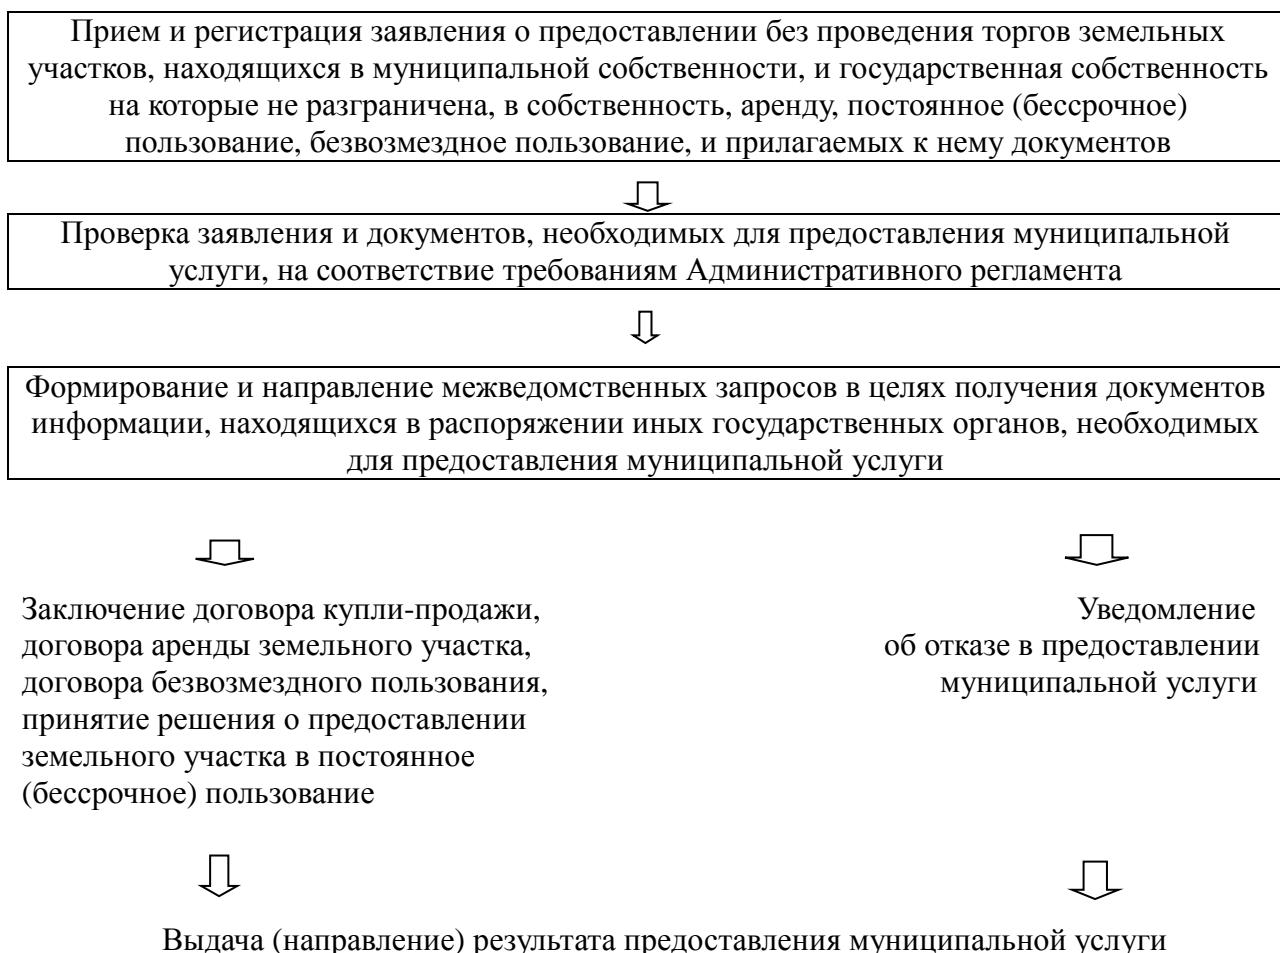 Прием и регистрация заявления о предоставлении без проведения торгов земельных
участков, находящихся в муниципальной собственности, и государственная собственность
на которые не разграничена, в собственность, аренду, постоянное (бессрочное)
пользование, безвозмездное пользование, и прилагаемых к нему документов
Проверка заявления и документов, необходимых для предоставления муниципальной
услуги, на соответствие требованиям Административного регламента
Формирование и направление межведомственных запросов в целях получения документов
информации, находящихся в распоряжении иных государственных органов, необходимых
для предоставления муниципальной услуги
Заключение договора купли-продажи,
договора аренды земельного участка,
договора безвозмездного пользования,
принятие решения о предоставлении
земельного участка в постоянное
(бессрочное) пользование
Уведомление
об отказе в предоставлении
муниципальной услуги
Выдача (направление) результата предоставления муниципальной услуги